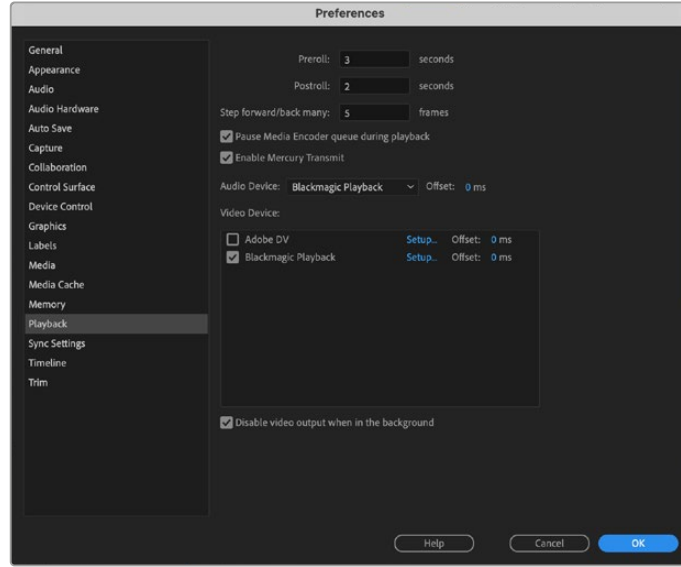 Preferences
General
Appearance
Audio
Audio Hardware
Auto Save
Capture
Collaboration
Control Surface
Device Control
Graphics
Labels
Media
Media Cache
Memory
Playback
Sync Settings
Timeline
Trim
Preroll: 3 seconds
Postroll: 2 seconds
Step forward/back many: 5 frames
Pause Media Encoder queue during playback
Enable Mercury Transmit
Audio Device: Blackmagic Playback Offset: 0 ms
Video Device:
Adobe DV Setup... Offset: 0 ms
Blackmagic Playback Setup... Offset: 0 ms
Disable video output when in the background
Help Cancel OK